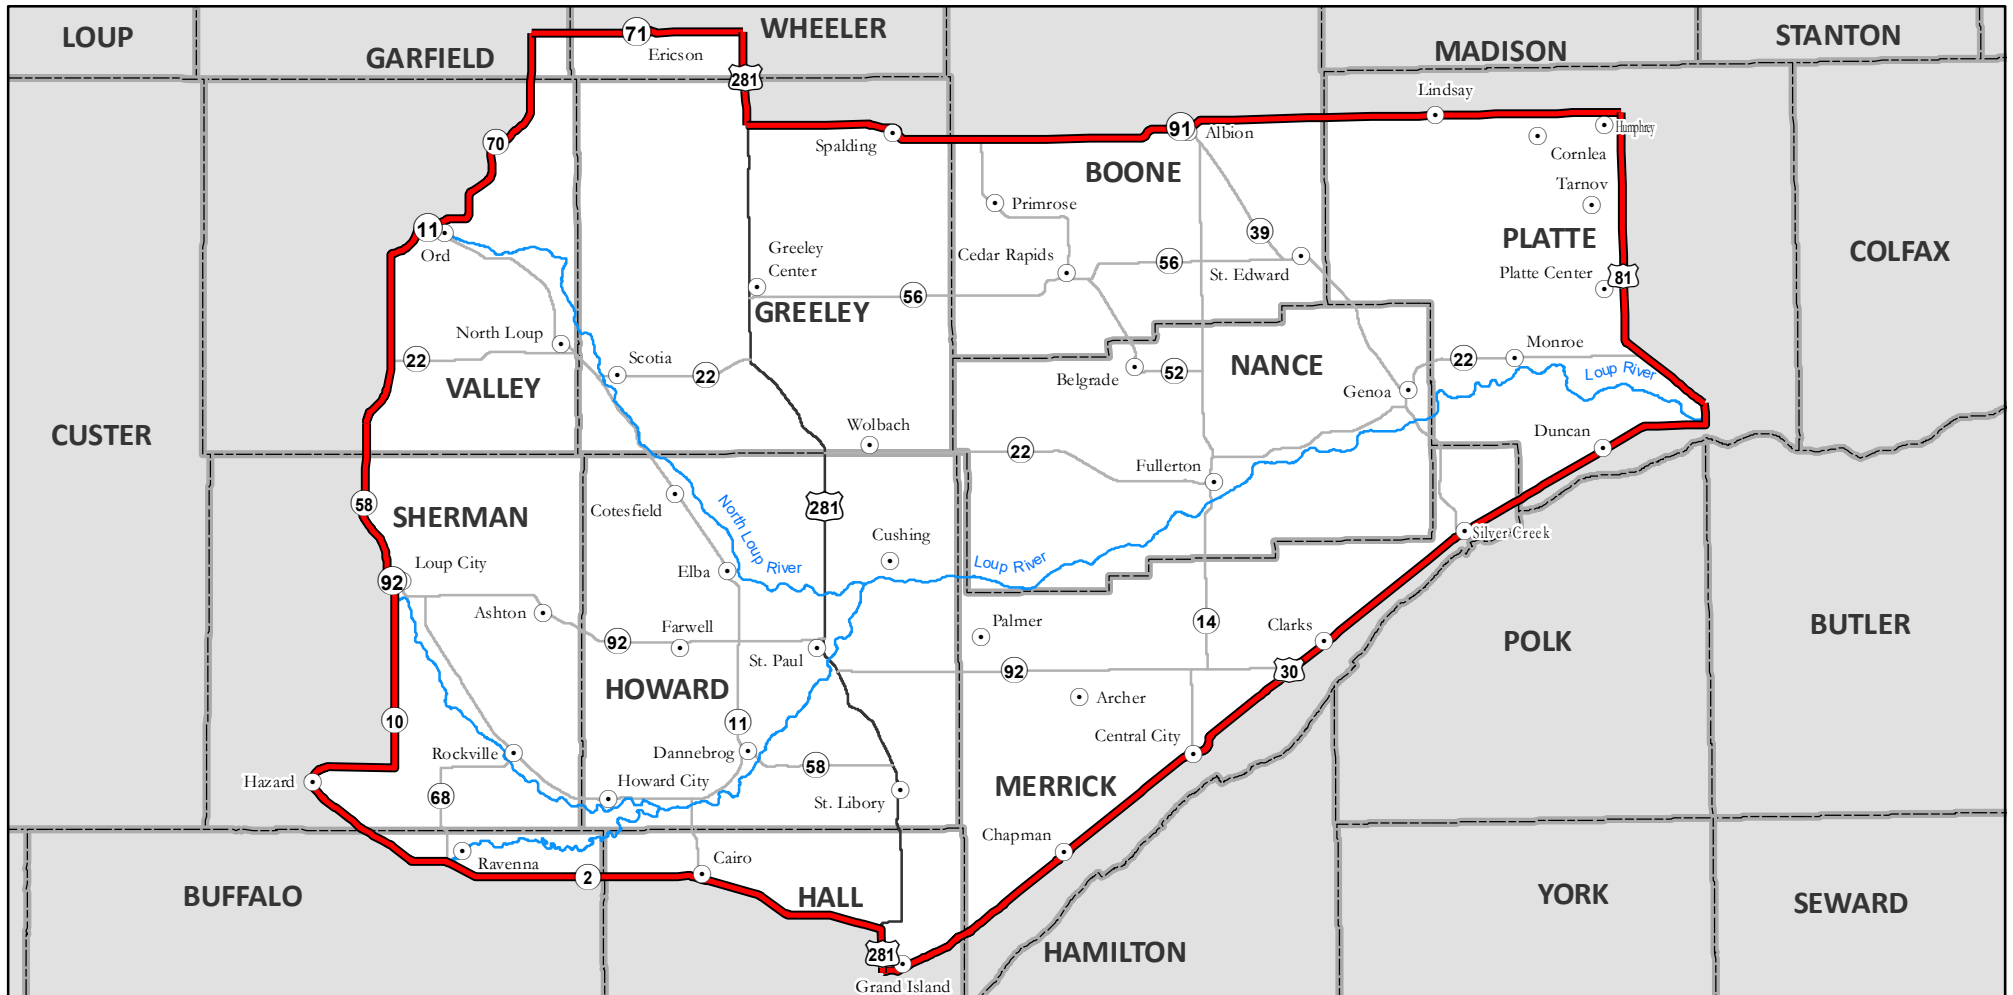 LOUP
GARFIELD
WHEELER
MADISON
STANTON
71
Ericson
281
Lindsay
70
Spalding
91
Albion
Humphrey
Cornlea
BOONE
Tarnov
Primrose
11
Ord
Greeley
Center
Cedar Rapids
39
56
St. Edward
PLATTE
COLFAX
Platte Center
81
56
GREELEY
North Loup
22
Scotia
22
VALLEY
Belgrade
52
NANCE
Genoa
22
Monroe
Loup River
CUSTER
Wolbach
22
Fullerton
Duncan
58
SHERMAN
Cotesfield
North Loup River
281
Cushing
Loup River
Silver Creek
92
Loup City
Elba
Ashton
92
Farwell
St. Paul
Palmer
14
Clarks
POLK
BUTLER
92
30
HOWARD
Archer
10
11
Rockville
Dannebrog
Central City
Hazard
68
Howard City
58
St. Libory
MERRICK
Chapman
Ravenna
Cairo
2
BUFFALO
HALL
YORK
SEWARD
281
HAMILTON
Grand Island